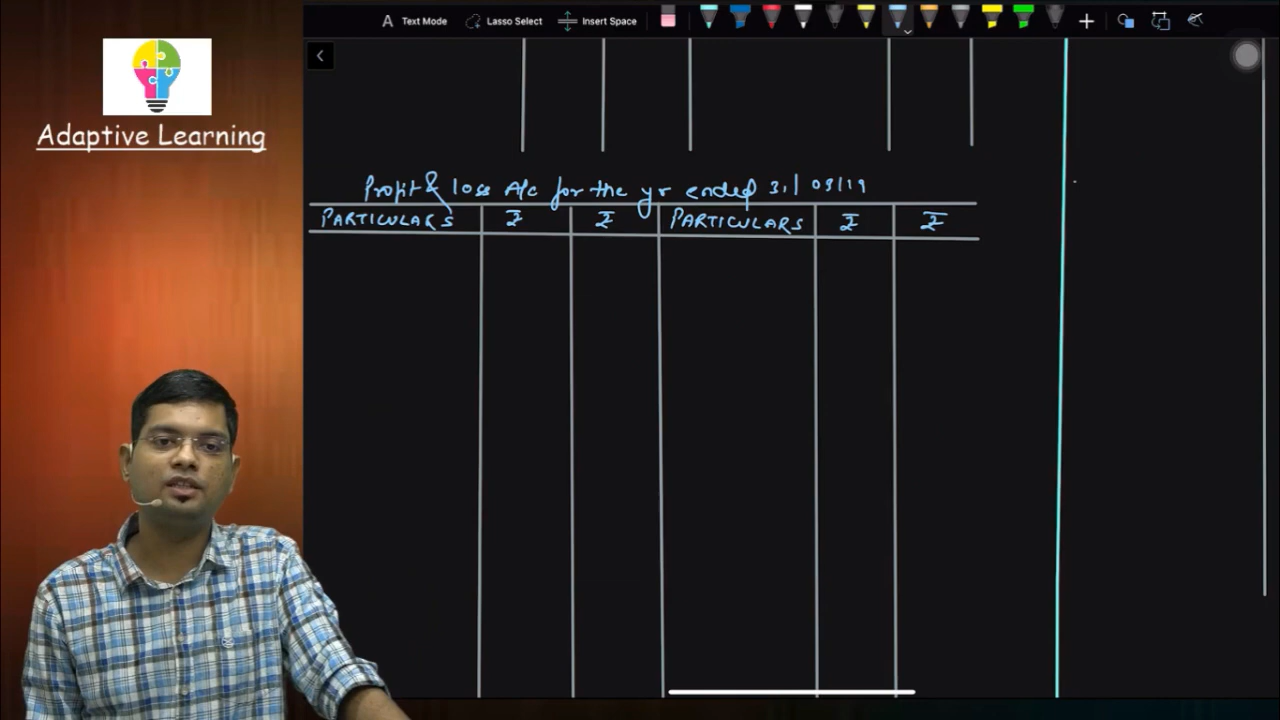 Text Mode Lasso Select Insert Space
Adaptive Learning
Profit & loss A/c for the yr ended 31/03/19
PARTICULARS ₹ ₹ PARTICULARS ₹ ₹